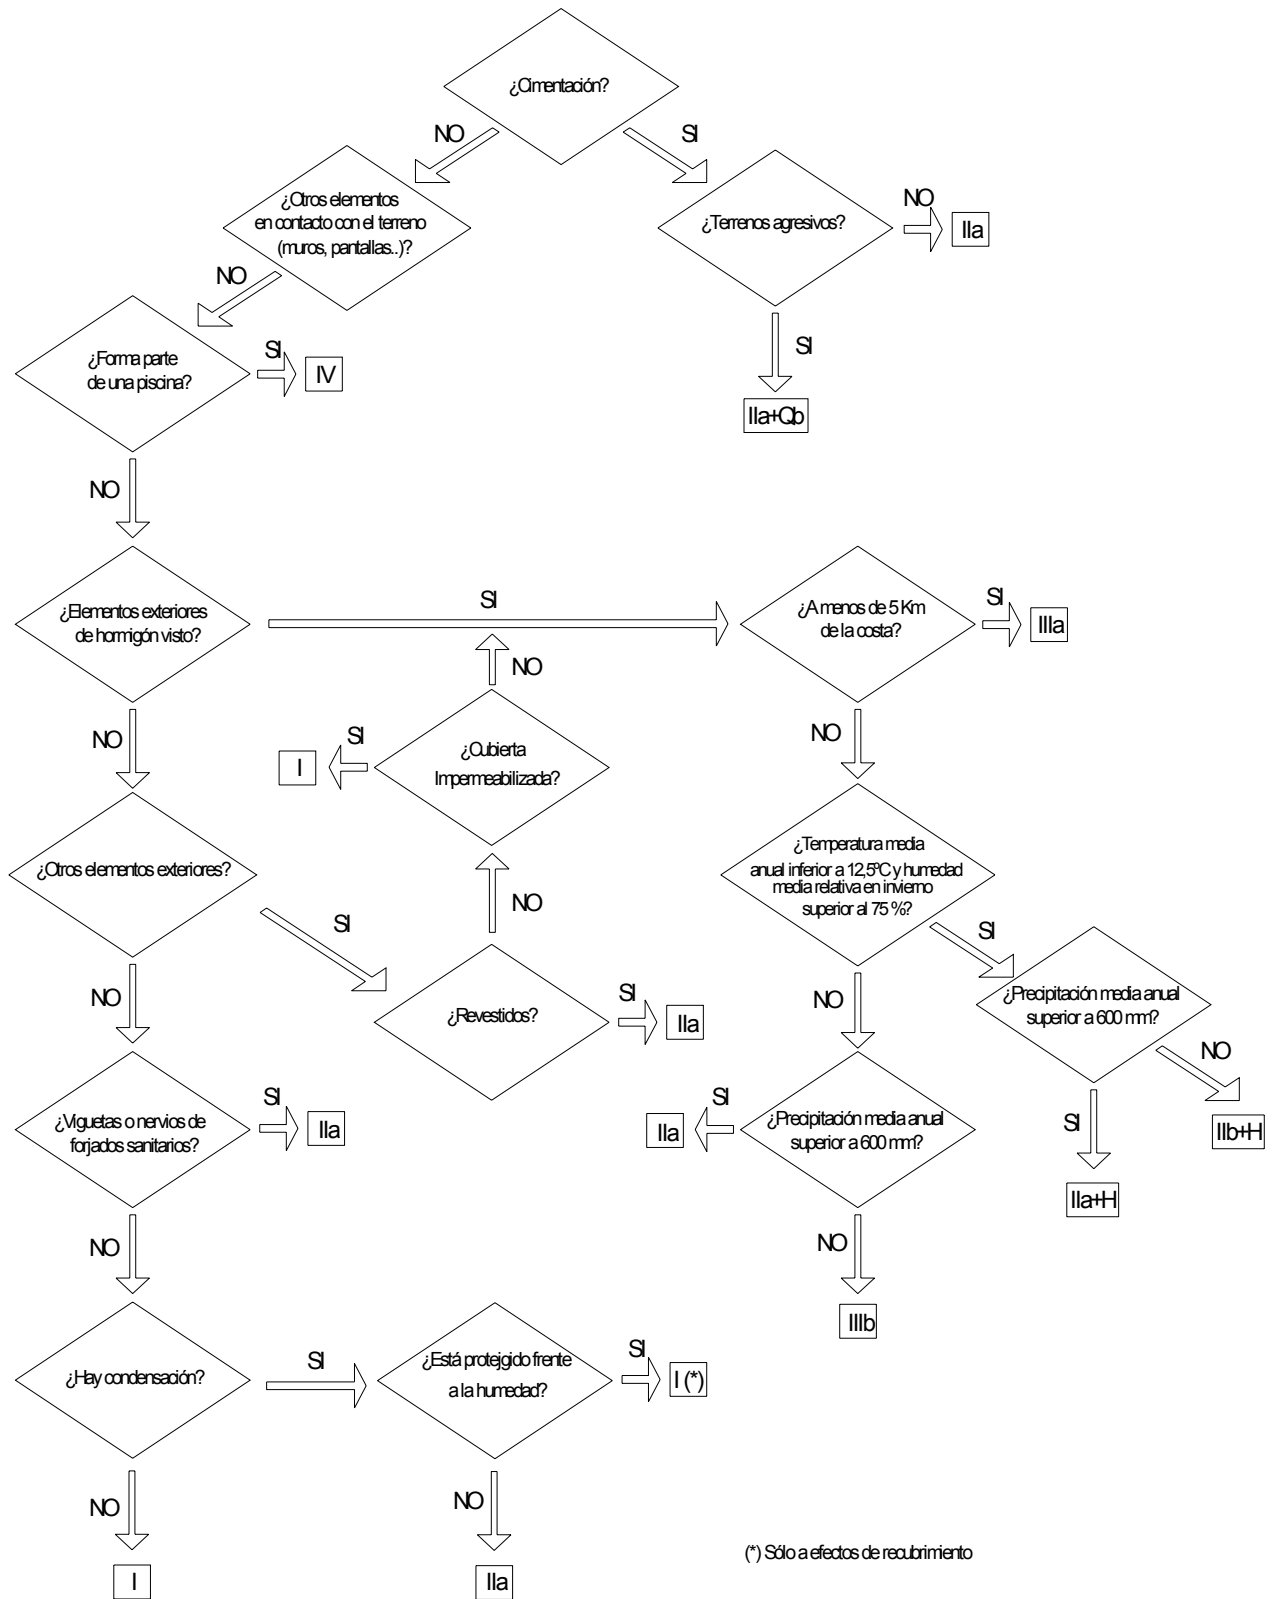 ¿Cimentación?
NO
SI
¿Otros elementos
en contacto con el terreno
(muros, pantallas..)?
¿Terrenos agresivos?
NO
IIa
NO
SI
¿Forma parte
de una piscina?
SI
IV
IIa+Qb
NO
¿Elementos exteriores
de hormigón visto?
SI
¿A menos de 5 Km
de la costa?
SI
IIIa
NO
NO
SI
I
¿Cubierta
Impermeabilizada?
NO
¿Otros elementos exteriores?
¿Temperatura media
anual inferior a 12,5ºC y humedad
media relativa en invierno
superior al 75 %?
NO
SI
SI
NO
¿Revestidos?
SI
IIa
NO
¿Precipitación media anual
superior a 600 mm?
NO
¿Viguetas o nervios de
forjados sanitarios?
SI
IIa
SI
IIa
¿Precipitación media anual
superior a 600 mm?
SI
IIb+H
IIa+H
NO
NO
IIIb
¿Hay condensación?
SI
¿Está protejgido frente
a la humedad?
SI
I (*)
NO
NO
(*) Sólo a efectos de recubrimiento
I
IIa